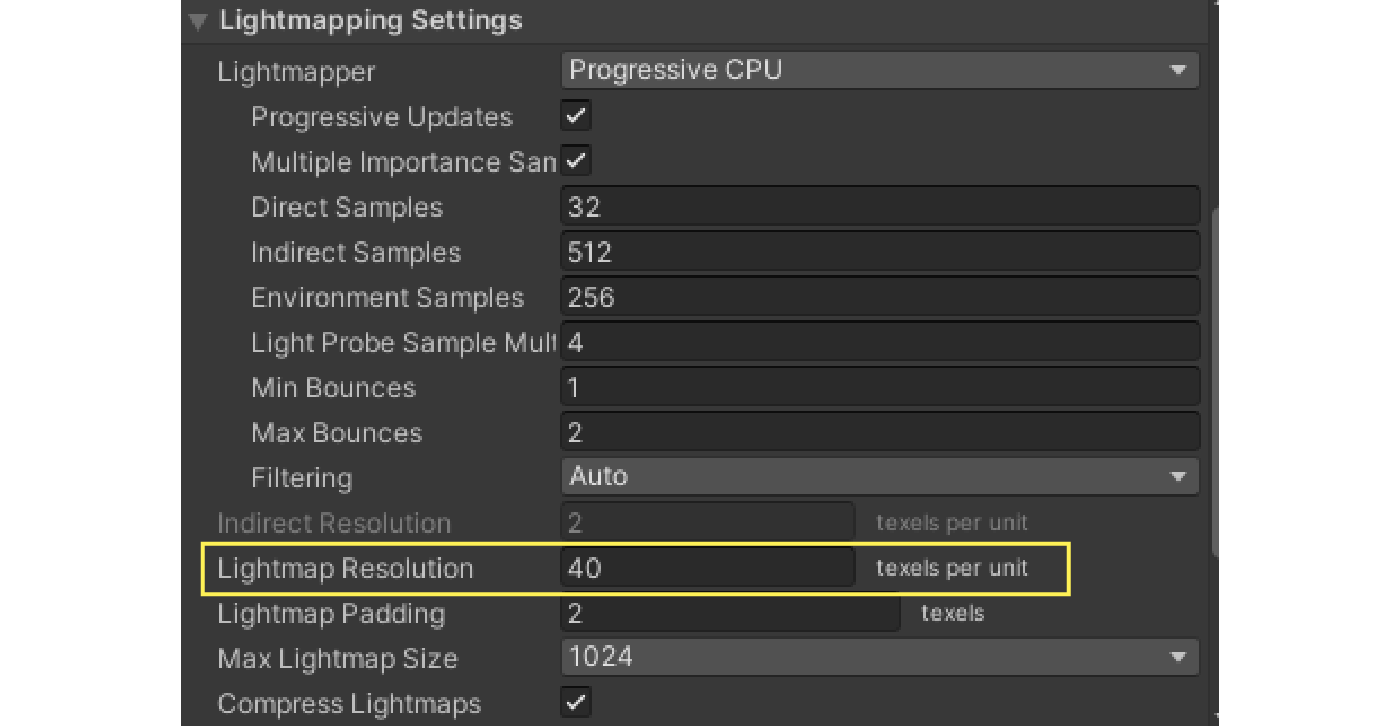 Lightmapping Settings
Lightmapper Progressive CPU
Progressive Updates
Multiple Importance San
Direct Samples 32
Indirect Samples 512
Environment Samples 256
Light Probe Sample Mult 4
Min Bounces 1
Max Bounces 2
Filtering Auto
Indirect Resolution 2 texels per unit
Lightmap Resolution 40 texels per unit
Lightmap Padding 2 texels
Max Lightmap Size 1024
Compress Lightmaps